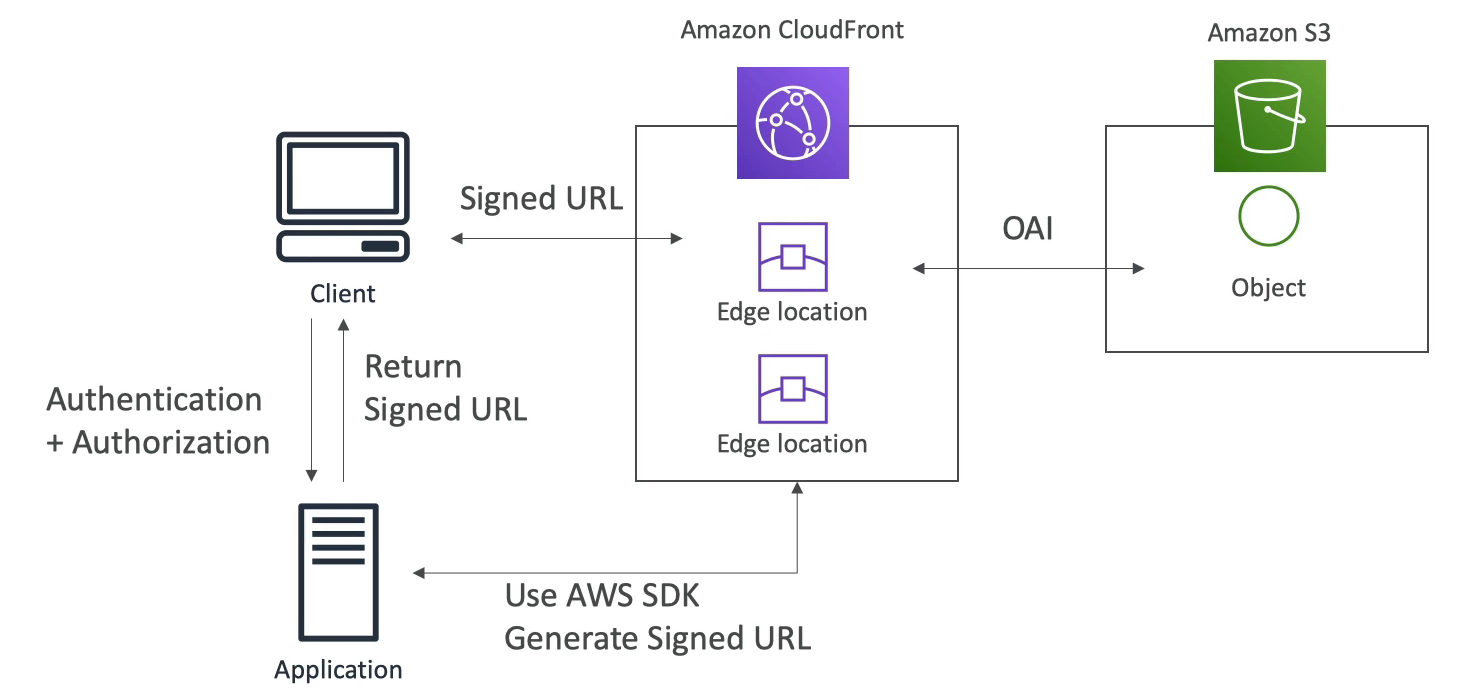 Amazon CloudFront
Amazon S3
Signed URL
OAI
Object
Client
Edge location
Return
Signed URL
Authentication
+ Authorization
Edge location
Use AWS SDK
Generate Signed URL
Application